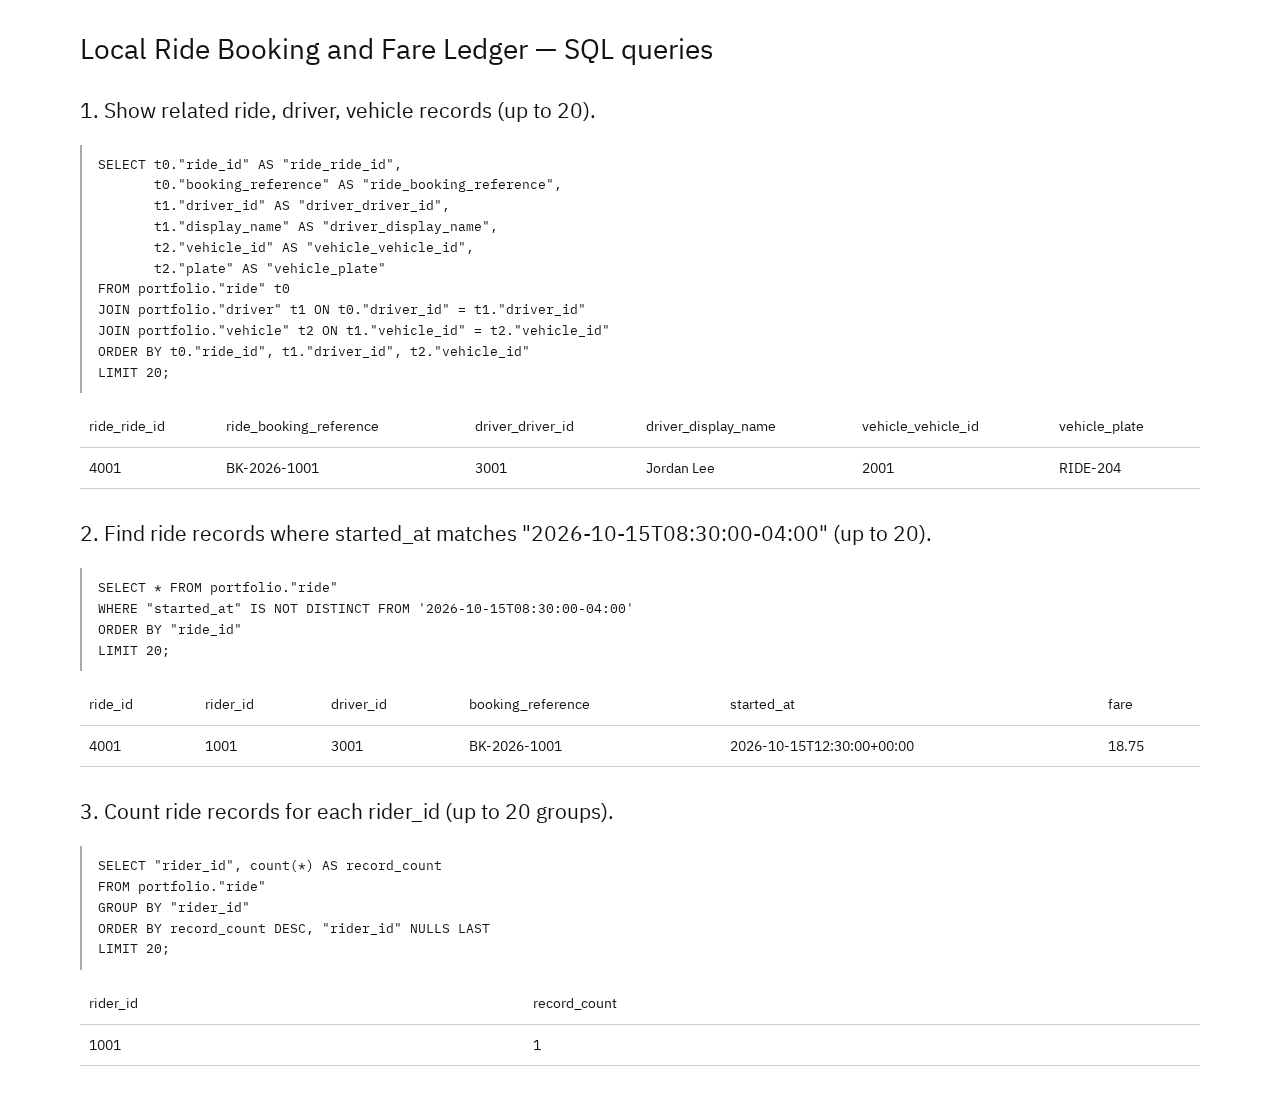 Local Ride Booking and Fare Ledger — SQL queries
1. Show related ride, driver, vehicle records (up to 20).
SELECT t0."ride_id" AS "ride_ride_id",
       t0."booking_reference" AS "ride_booking_reference",
       t1."driver_id" AS "driver_driver_id",
       t1."display_name" AS "driver_display_name",
       t2."vehicle_id" AS "vehicle_vehicle_id",
       t2."plate" AS "vehicle_plate"
FROM portfolio."ride" t0
JOIN portfolio."driver" t1 ON t0."driver_id" = t1."driver_id"
JOIN portfolio."vehicle" t2 ON t1."vehicle_id" = t2."vehicle_id"
ORDER BY t0."ride_id", t1."driver_id", t2."vehicle_id"
LIMIT 20;
ride_ride_id ride_booking_reference driver_driver_id driver_display_name vehicle_vehicle_id vehicle_plate
4001 BK-2026-1001 3001 Jordan Lee 2001 RIDE-204
2. Find ride records where started_at matches "2026-10-15T08:30:00-04:00" (up to 20).
SELECT * FROM portfolio."ride"
WHERE "started_at" IS NOT DISTINCT FROM '2026-10-15T08:30:00-04:00'
ORDER BY "ride_id"
LIMIT 20;
ride_id rider_id driver_id booking_reference started_at fare
4001 1001 3001 BK-2026-1001 2026-10-15T12:30:00+00:00 18.75
3. Count ride records for each rider_id (up to 20 groups).
SELECT "rider_id", count(*) AS record_count
FROM portfolio."ride"
GROUP BY "rider_id"
ORDER BY record_count DESC, "rider_id" NULLS LAST
LIMIT 20;
rider_id record_count
1001 1